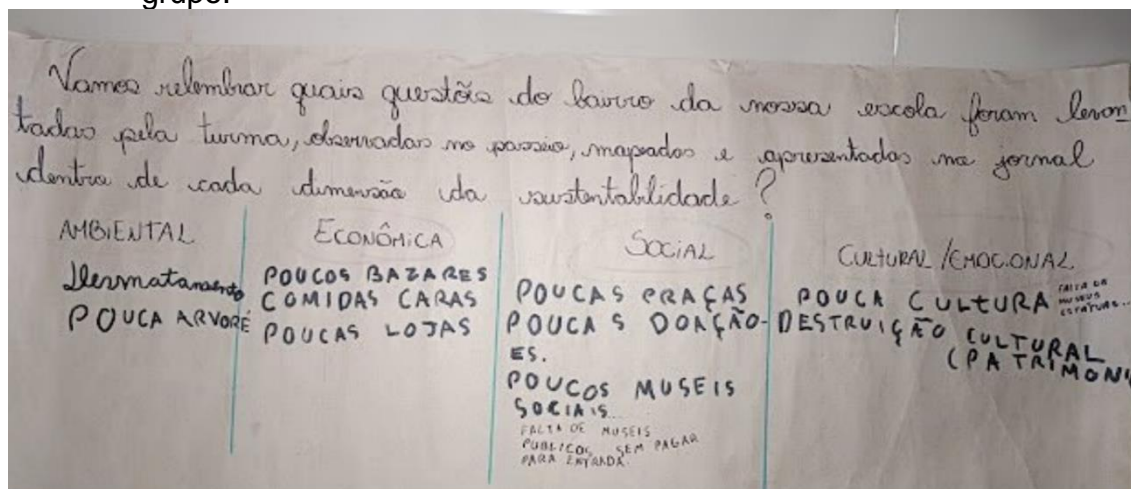 grupo.
Vamos relembrar quais questões do bairro da nossa escola foram levan
tadas pela turma, observadas no passeio, mapeados e apresentadas no jornal
dentro de cada dimensão da sustentablidade?
AMBIENTAL
Desmatamento
POUCA ARVORE
ECONÔMICA
POUCOS BAZARES
COMIDAS CARAS
POUCAS LOJAS
SOCIAL
POUCAS PRAÇAS
POUCAS DOAÇÃO-
ES.
POUCOS MUSEIS
SOCIAIS
FALTA DE MUSEIS
PUBLICOS, SEM PAGAR
PARA ENTRADA.
CULTURAL/EMOCIONAL
POUCA CULTURA
FALTA DE
MUSEUS
ESTATUAS...
DESTRUIÇÃO CULTURAL
(PATRIMONI